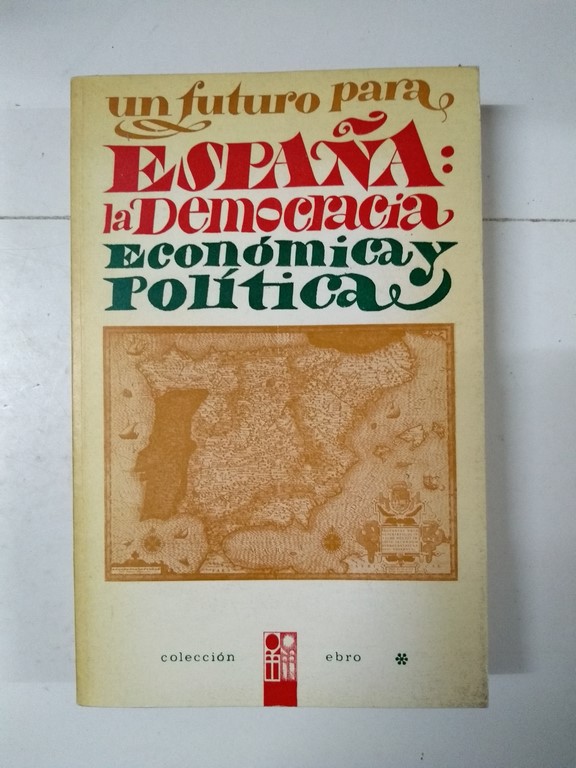 un futuro para
ESPAÑA:
la Democracia
Económica y
Política
colección ebro *